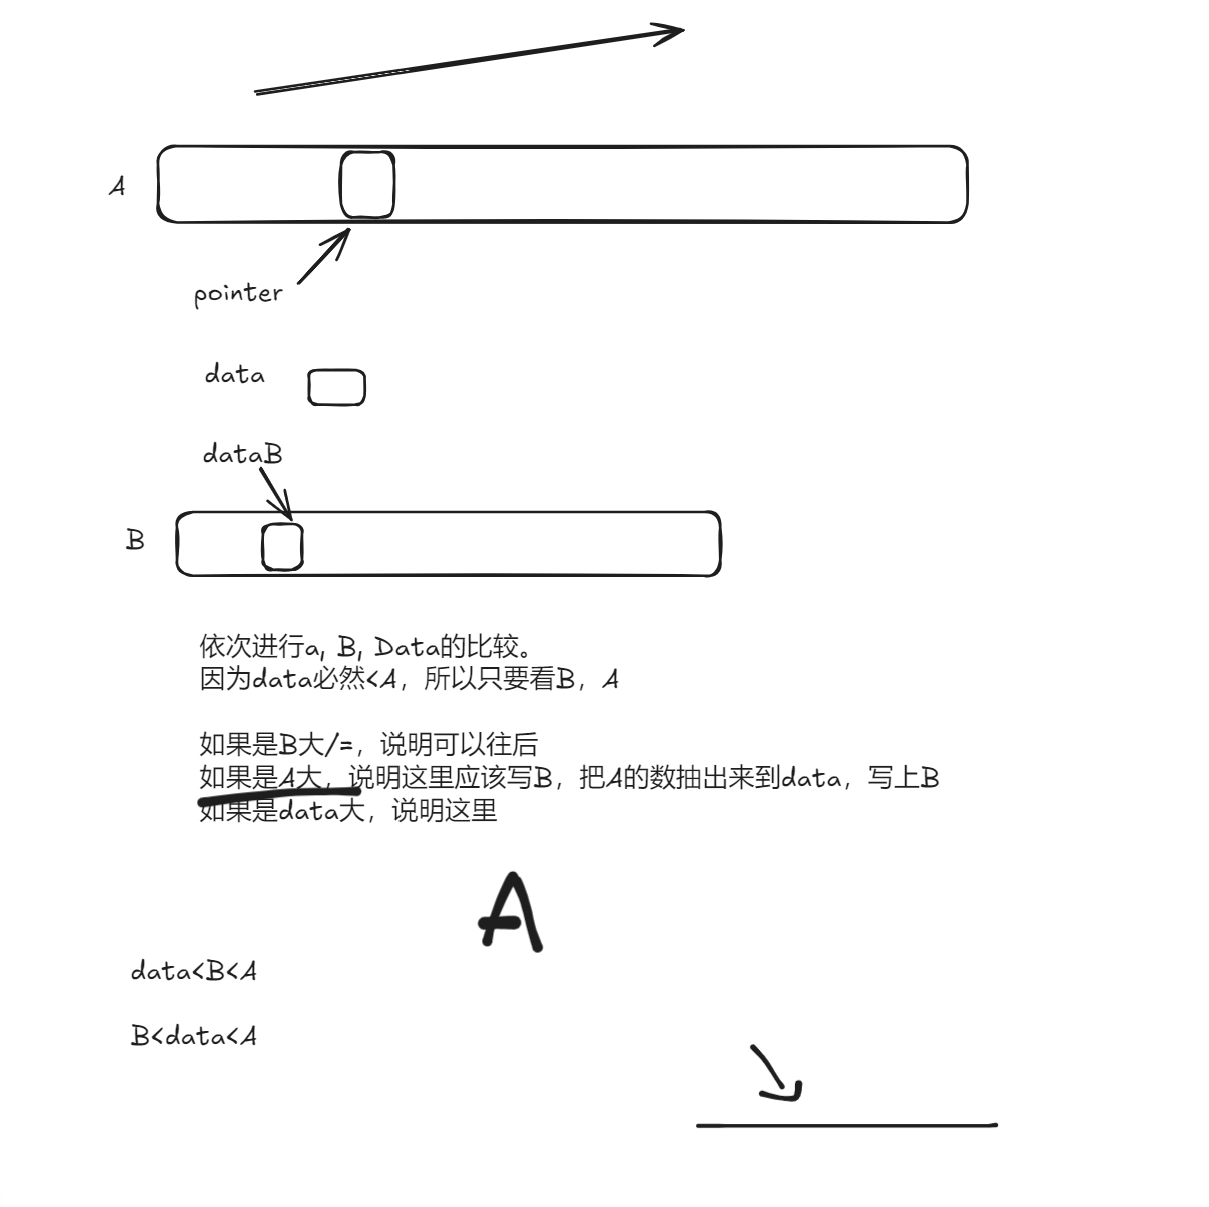 A
pointer
data
dataB
B
依次进行a, B, Data的比较。
因为data必然<A，所以只要看B，A
如果是B大/=，说明可以往后
如果是A大，说明这里应该写B，把A的数抽出来到data，写上B
如果是data大，说明这里
A
data<B<A
B<data<A